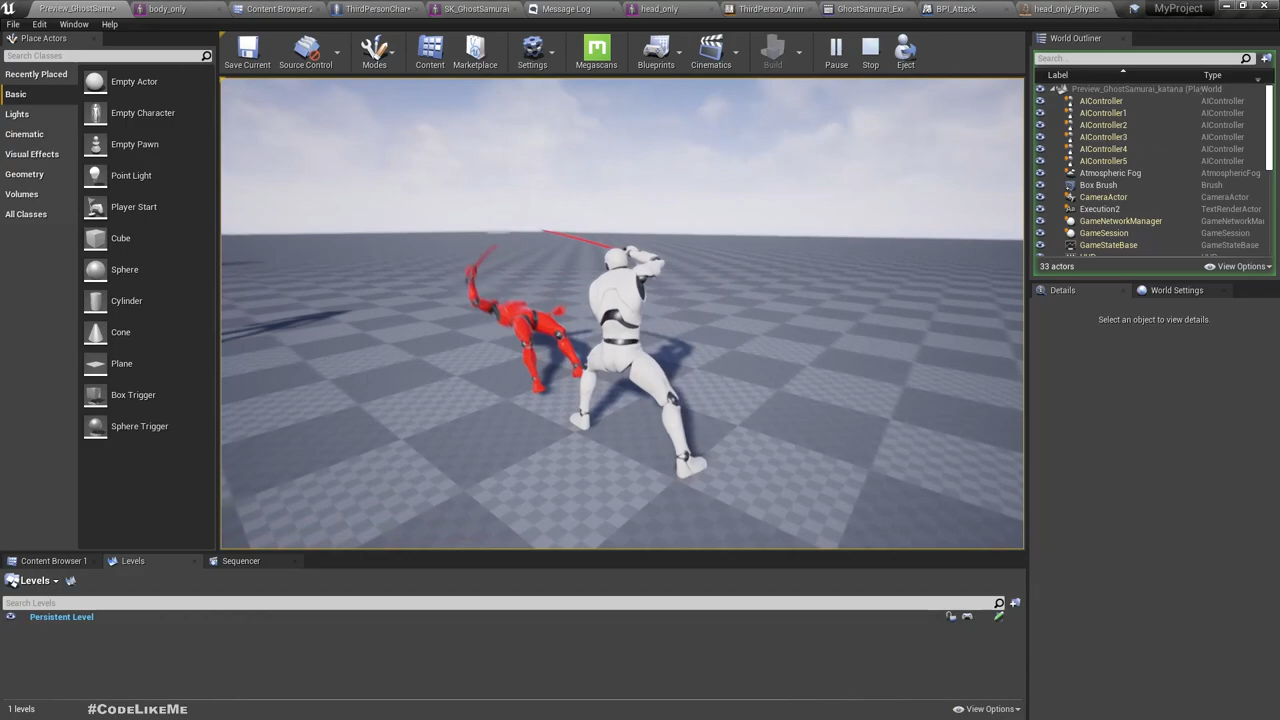 Preview_GhostSamu•
body_only
Content Browser 2
ThirdPersonChar•
SK_GhostSamurai
Message Log
head_only
ThirdPerson_Anim
GhostSamurai_Exe
BPI_Attack
head_only_Physic
MyProject
File Edit Window Help
Place Actors
Search Classes
Recently Placed
Basic
Lights
Cinematic
Visual Effects
Geometry
Volumes
All Classes
Empty Actor
Empty Character
Empty Pawn
Point Light
Player Start
Cube
Sphere
Cylinder
Cone
Plane
Box Trigger
Sphere Trigger
Save Current
Source Control
Modes
Content
Marketplace
Settings
Megascans
Blueprints
Cinematics
Build
Pause
Stop
Eject
World Outliner
Search...
Label Type
Preview_GhostSamurai_katana (Pla World
AIController AIController
AIController1 AIController
AIController2 AIController
AIController3 AIController
AIController4 AIController
AIController5 AIController
Atmospheric Fog AtmosphericFog
Box Brush Brush
CameraActor CameraActor
Execution2 TextRenderActor
GameNetworkManager GameNetworkMa
GameSession GameSession
GameStateBase GameStateBase
33 actors View Options
Details World Settings
Select an object to view details.
Content Browser 1 Levels Sequencer
Levels
Search Levels
Persistent Level
1 levels
#CodeLikeMe
View Options